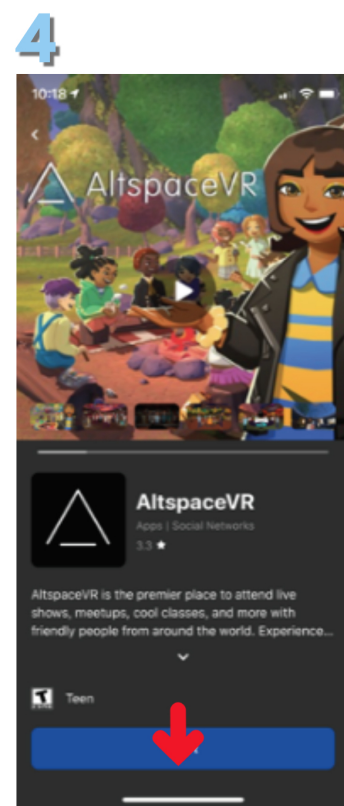 4
10:18
AltspaceVR
AltspaceVR
Apps | Social Networks
3.3 ★
AltspaceVR is the premier place to attend live
shows, meetups, cool classes, and more with
friendly people from around the world. Experience...
T
Teen